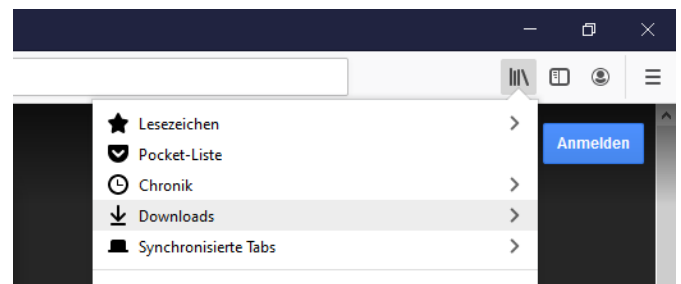 Lesezeichen
Anmelden
Pocket-Liste
Chronik
Downloads
Synchronisierte Tabs